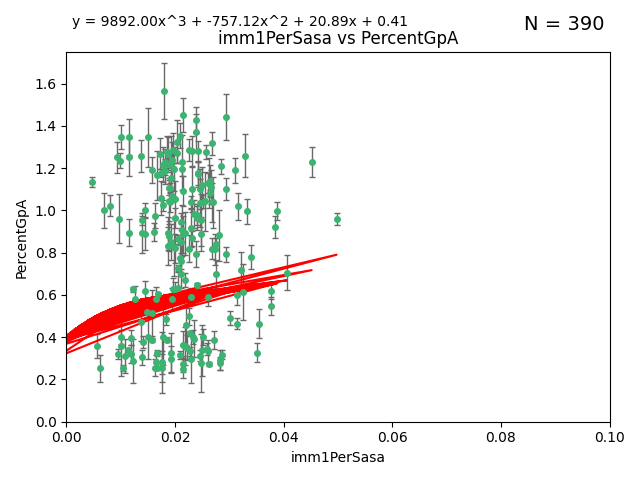 y = 9892.00x^3 + -757.12x^2 + 20.89x + 0.41
N = 390
imm1PerSasa vs PercentGpA
PercentGpA
1.6
1.4
1.2
1.0
0.8
0.6
0.4
0.2
0.0
0.00 0.02 0.04 0.06 0.08 0.10
imm1PerSasa